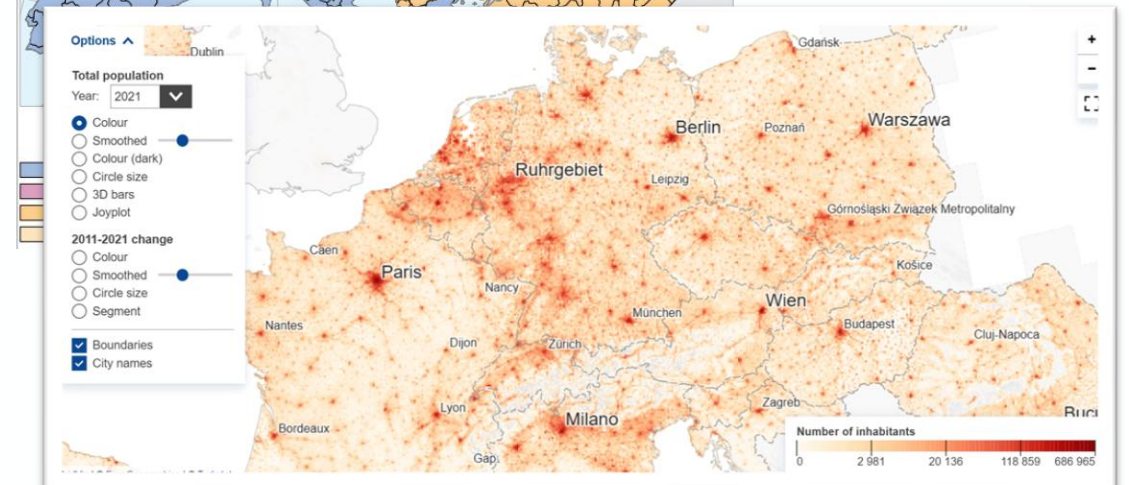 Options
Dublin
Total population
Year: 2021
Colour
Smoothed
Colour (dark)
Circle size
3D bars
Joyplot
2011-2021 change
Colour
Smoothed
Circle size
Segment
Boundaries
City names
+
−
Gdańsk
Berlin
Poznań
Warszawa
Ruhrgebiet
Leipzig
Górnośląski Związek Metropolitalny
Caen
Paris
Nancy
Košice
Wien
München
Budapest
Nantes
Dijon
Zürich
Cluj-Napoca
Lyon
Milano
Zagreb
Bordeaux
Gap
Number of inhabitants
0 2 981 20 136 118 859 686 965